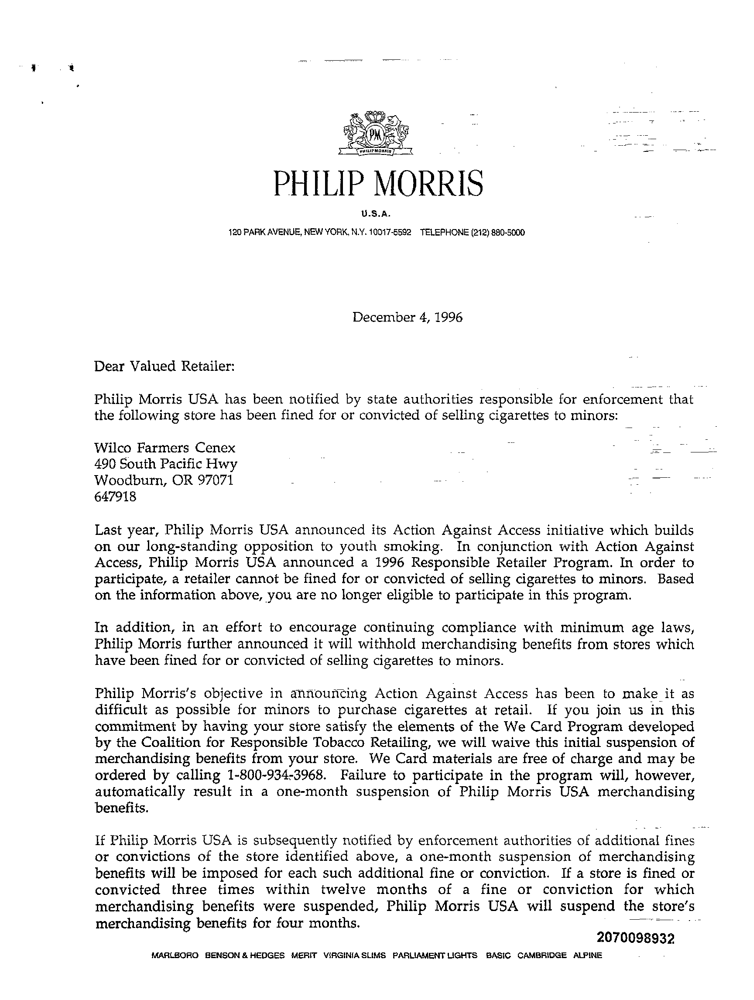 PM
PHILIP MORRIS
PHILIP MORRIS
U.S.A.
120 PARK AVENUE, NEW YORK, N.Y. 10017-5592 TELEPHONE (212) 880-5000
December 4, 1996
Dear Valued Retailer:
Philip Morris USA has been notified by state authorities responsible for enforcement that
the following store has been fined for or convicted of selling cigarettes to minors:
Wilco Farmers Cenex
490 South Pacific Hwy
Woodburn, OR 97071
647918
Last year, Philip Morris USA announced its Action Against Access initiative which builds
on our long-standing opposition to youth smoking. In conjunction with Action Against
Access, Philip Morris USA announced a 1996 Responsible Retailer Program. In order to
participate, a retailer cannot be fined for or convicted of selling cigarettes to minors. Based
on the information above, you are no longer eligible to participate in this program.
In addition, in an effort to encourage continuing compliance with minimum age laws,
Philip Morris further announced it will withhold merchandising benefits from stores which
have been fined for or convicted of selling cigarettes to minors.
Philip Morris's objective in announcing Action Against Access has been to make it as
difficult as possible for minors to purchase cigarettes at retail. If you join us in this
commitment by having your store satisfy the elements of the We Card Program developed
by the Coalition for Responsible Tobacco Retailing, we will waive this initial suspension of
merchandising benefits from your store. We Card materials are free of charge and may be
ordered by calling 1-800-934-3968. Failure to participate in the program will, however,
automatically result in a one-month suspension of Philip Morris USA merchandising
benefits.
If Philip Morris USA is subsequently notified by enforcement authorities of additional fines
or convictions of the store identified above, a one-month suspension of merchandising
benefits will be imposed for each such additional fine or conviction. If a store is fined or
convicted three times within twelve months of a fine or conviction for which
merchandising benefits were suspended, Philip Morris USA will suspend the store's
merchandising benefits for four months.
2070098932
MARLBORO BENSON & HEDGES MERIT VIRGINIA SLIMS PARLIAMENT LIGHTS BASIC CAMBRIDGE ALPINE